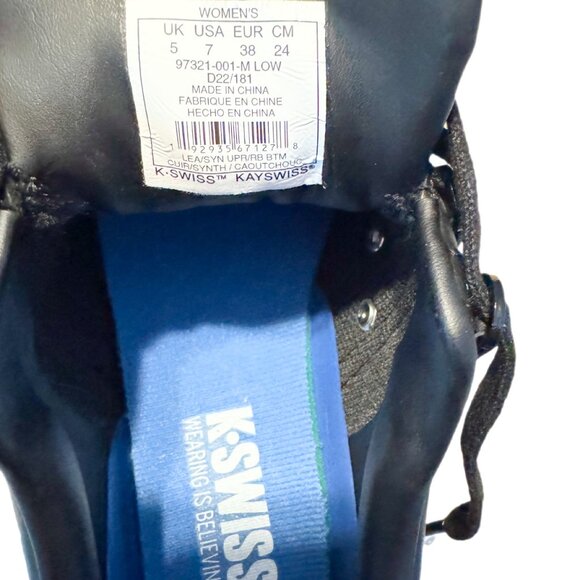 WOMEN'S
UK USA EUR CM
5 7 38 24
97321-001-M LOW
D22/181
MADE IN CHINA
FABRIQUE EN CHINE
HECHO EN CHINA
1 92935 67127 8
LEA/SYN UPR/RB BTM
CUIR/SYNTH / CAOUTCHOUC
K·SWISS™ KAYSWISS®
K·SWISS
WEARING IS BELIEVING